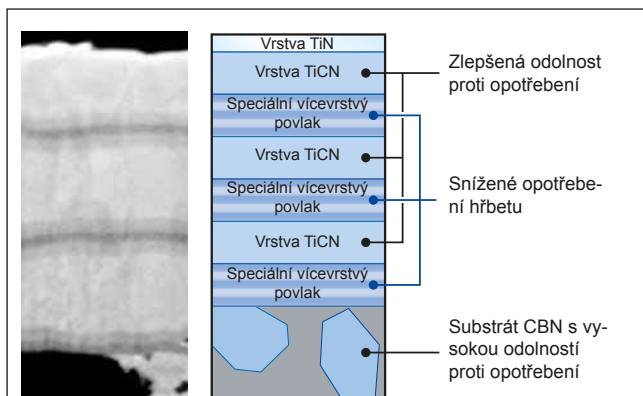 Vrstva TiN
Vrstva TiCN
Speciální vícevrstvý
povlak
Vrstva TiCN
Speciální vícevrstvý
povlak
Vrstva TiCN
Speciální vícevrstvý
povlak
Zlepšená odolnost
proti opotřebení
Snížené opotřebe-
ní hřbetu
Substrát CBN s vy-
sokou odolností
proti opotřebení